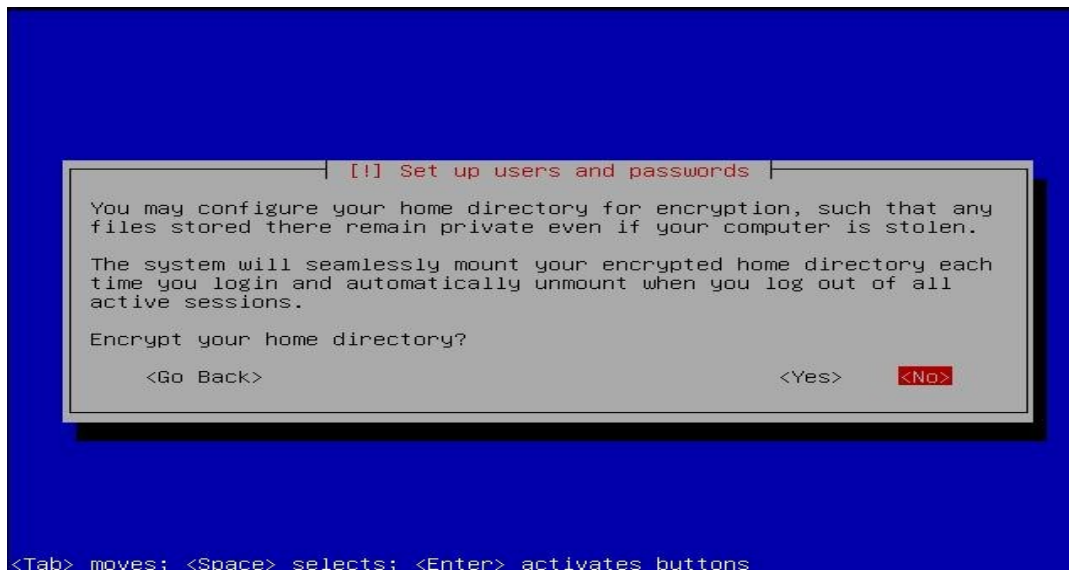 [!] Set up users and passwords
You may configure your home directory for encryption, such that any
files stored there remain private even if your computer is stolen.
The system will seamlessly mount your encrypted home directory each
time you login and automatically unmount when you log out of all
active sessions.
Encrypt your home directory?
<Go Back> <Yes> <No>
<Tab> moves; <Space> selects; <Enter> activates buttons